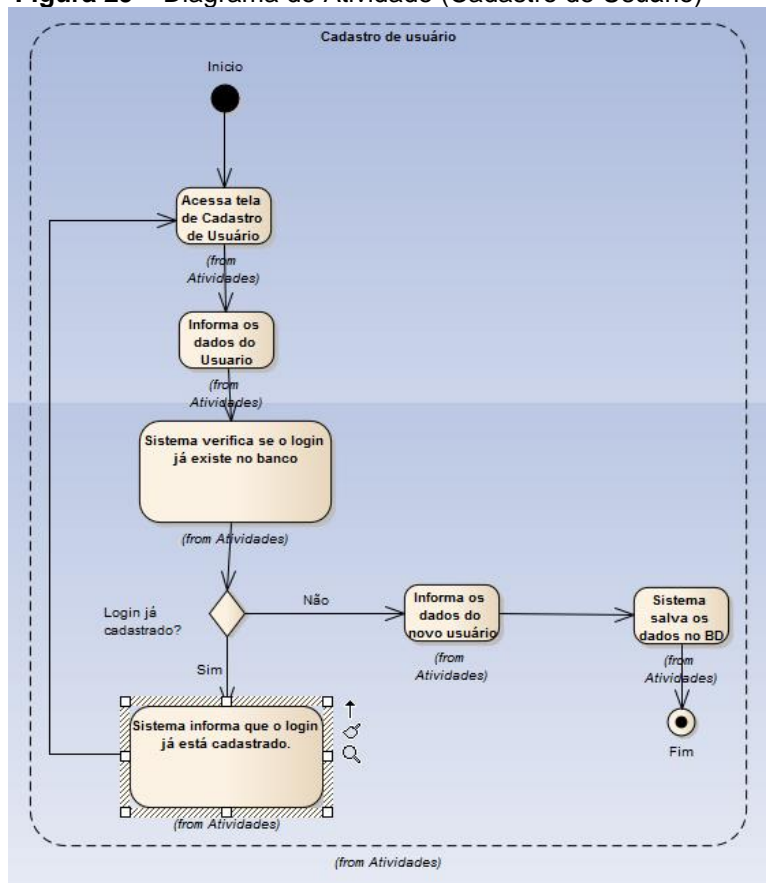 Diagrama de Atividade (Cadastro de Usuário)
Cadastro de usuário
Inicio
Acessa tela
de Cadastro
de Usuário
(from
Atividades)
Informa os
dados do
Usuario
(from
Atividades)
Sistema verifica se o login
já existe no banco
(from Atividades)
Login já
cadastrado?
Não
Sim
Informa os
dados do
novo usuário
(from
Atividades)
Sistema
salva os
dados no BD
(from
Atividades)
Fim
Sistema informa que o login
já está cadastrado.
(from Atividades)
(from Atividades)